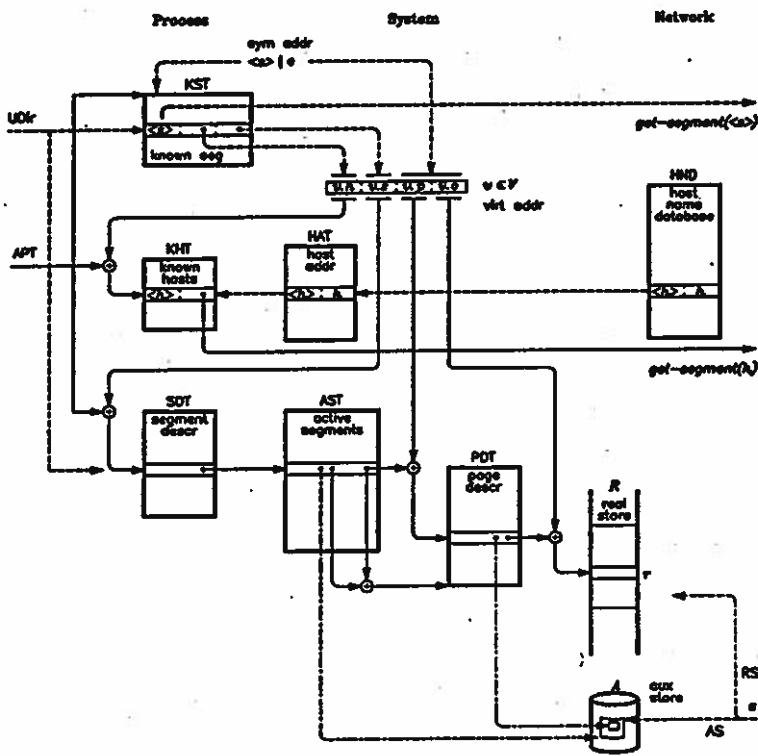 Process System Network
sym addr
<s> | o
KST
UDir
<s> :
get-segment(<s>)
known seg
u.h : u.s : u.p : u.o
u ∈ V
virt addr
HND
host
name
database
HAT
host
addr
APT
KHT
known
hosts
<h> :
<h> : h
<h> : h
get-segment(h)
SDT
segment
descr
AST
active
segments
PDT
page
descr
R
real
store
r
RS
A
aux
store
a
AS